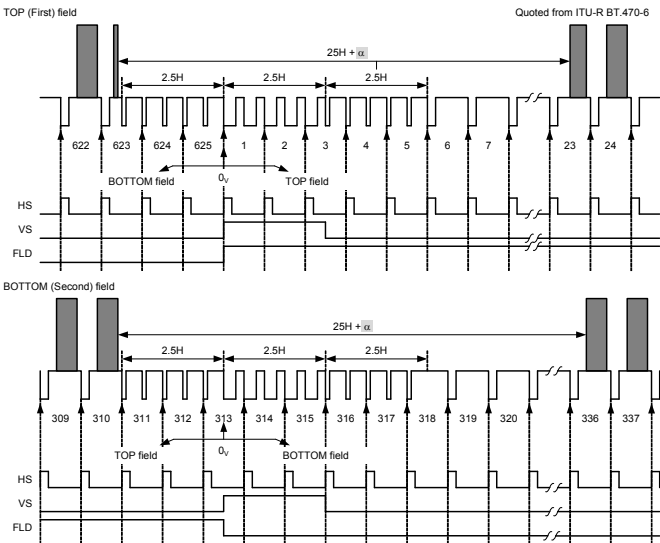 TOP (First) field
Quoted from ITU-R BT.470-6
25H + α
2.5H 2.5H 2.5H
622 623 624 625 1 2 3 4 5 6 7 23 24
0V
BOTTOM field TOP field
HS
VS
FLD
BOTTOM (Second) field
25H + α
2.5H 2.5H 2.5H
309 310 311 312 313 314 315 316 317 318 319 320 336 337
0V
TOP field BOTTOM field
HS
VS
FLD